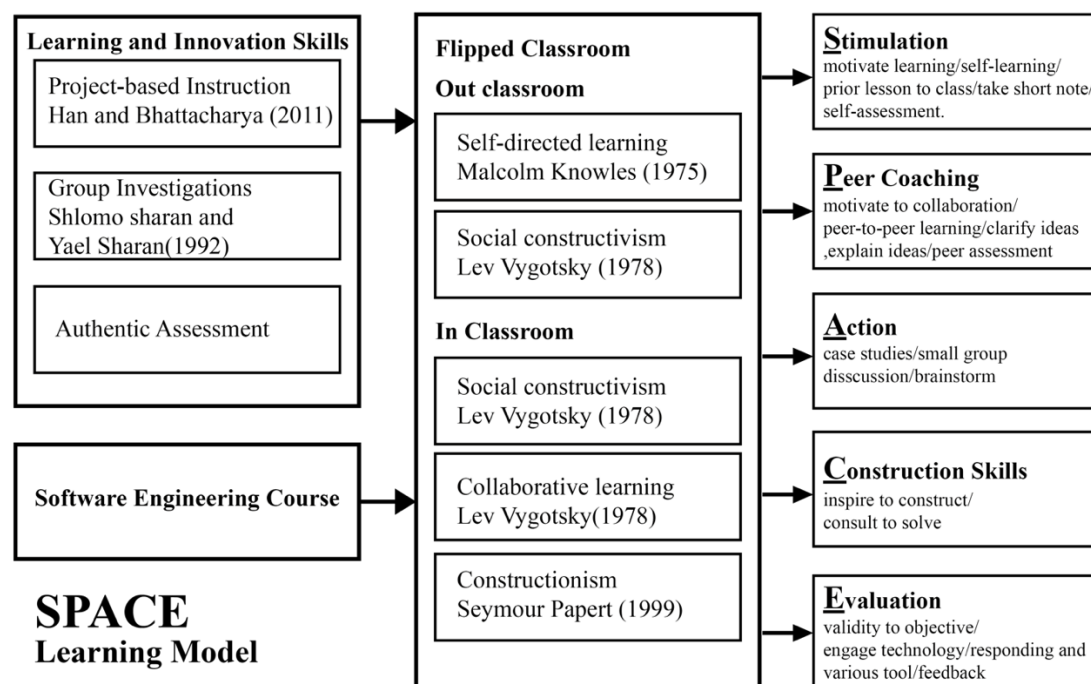 Learning and Innovation Skills
Project-based Instruction
Han and Bhattacharya (2011)
Group Investigations
Shlomo sharan and
Yael Sharan(1992)
Authentic Assessment
Software Engineering Course
SPACE
Learning Model
Flipped Classroom
Out classroom
Self-directed learning
Malcolm Knowles (1975)
Social constructivism
Lev Vygotsky (1978)
In Classroom
Social constructivism
Lev Vygotsky (1978)
Collaborative learning
Lev Vygotsky(1978)
Constructionism
Seymour Papert (1999)
Stimulation
motivate learning/self-learning/
prior lesson to class/take short note/
self-assessment.
Peer Coaching
motivate to collaboration/
peer-to-peer learning/clarify ideas
,explain ideas/peer assessment
Action
case studies/small group
disscussion/brainstorm
Construction Skills
inspire to construct/
consult to solve
Evaluation
validity to objective/
engage technology/responding and
various tool/feedback